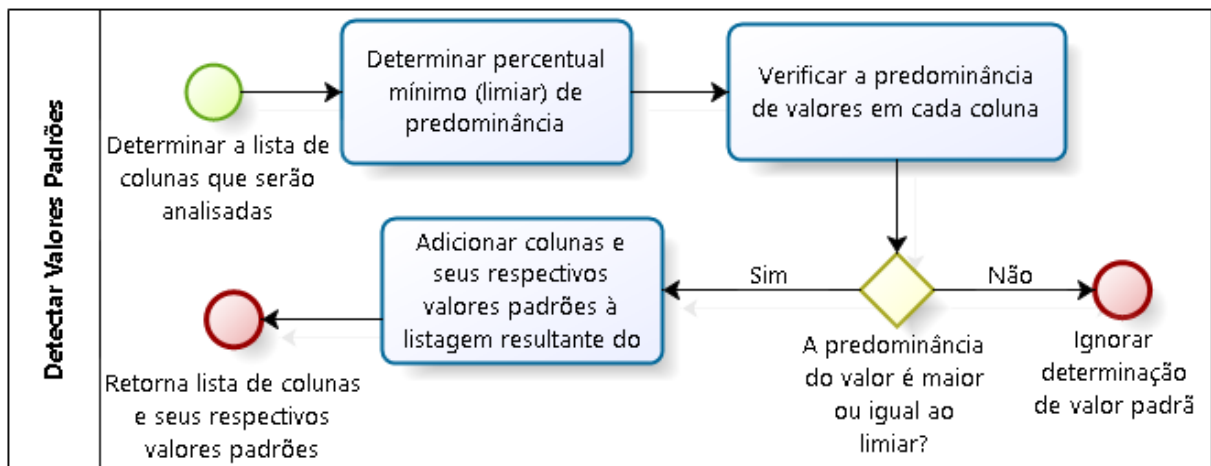 Detectar Valores Padrões
Determinar a lista de
colunas que serão
analisadas
Determinar percentual
mínimo (limiar) de
predominância
Verificar a predominância
de valores em cada coluna
A predominância
do valor é maior
ou igual ao
limiar?
Sim
Não
Adicionar colunas e
seus respectivos
valores padrões à
listagem resultante do
Retorna lista de colunas
e seus respectivos
valores padrões
Ignorar
determinação
de valor padrã